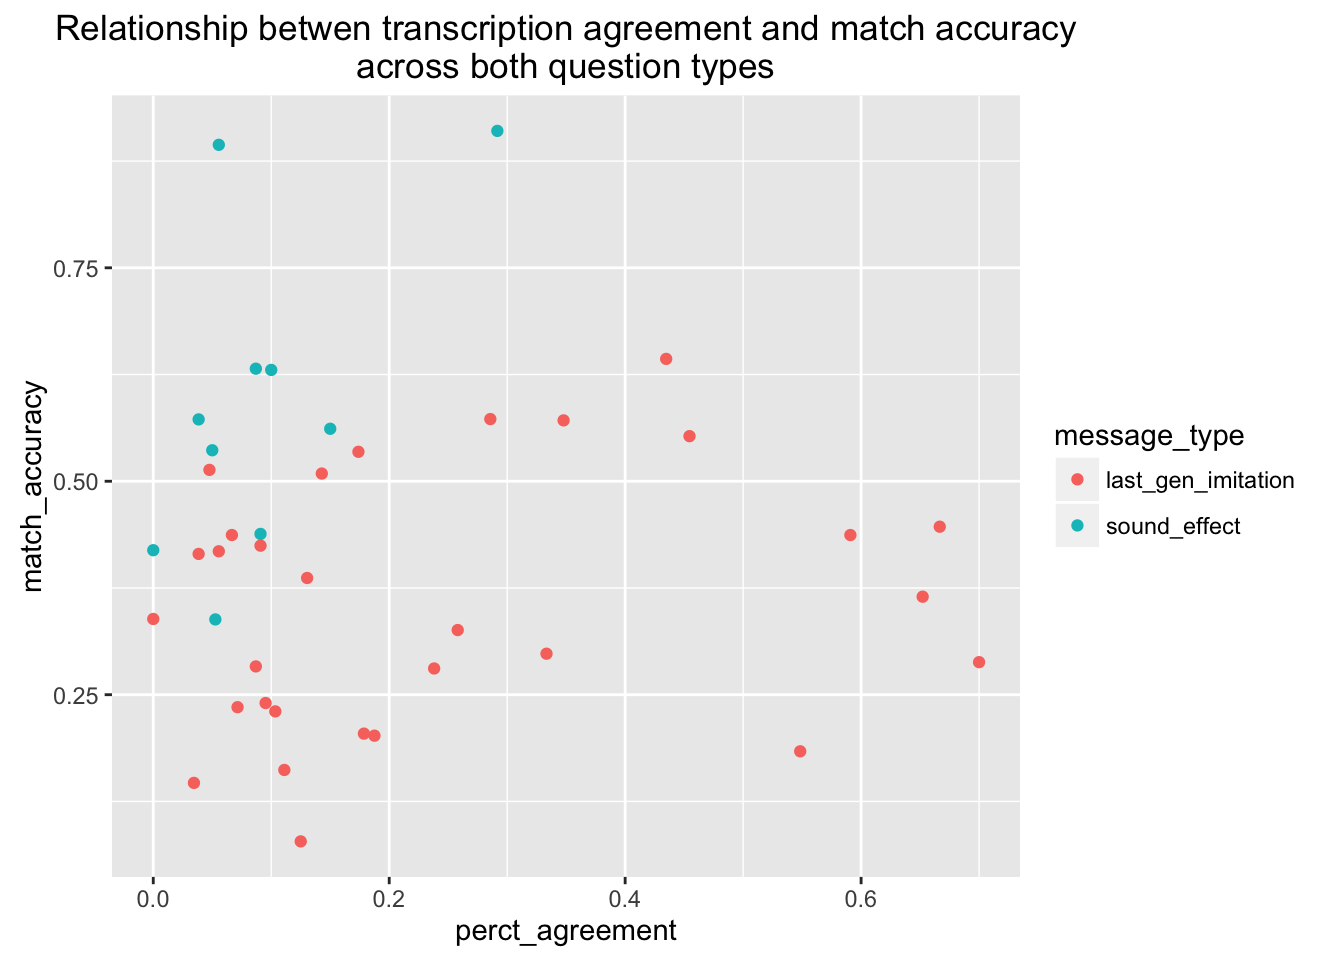 Relationship betwen transcription agreement and match accuracy
across both question types
match_accuracy
0.75
0.50
0.25
0.0
0.2
0.4
0.6
perct_agreement
message_type
last_gen_imitation
sound_effect